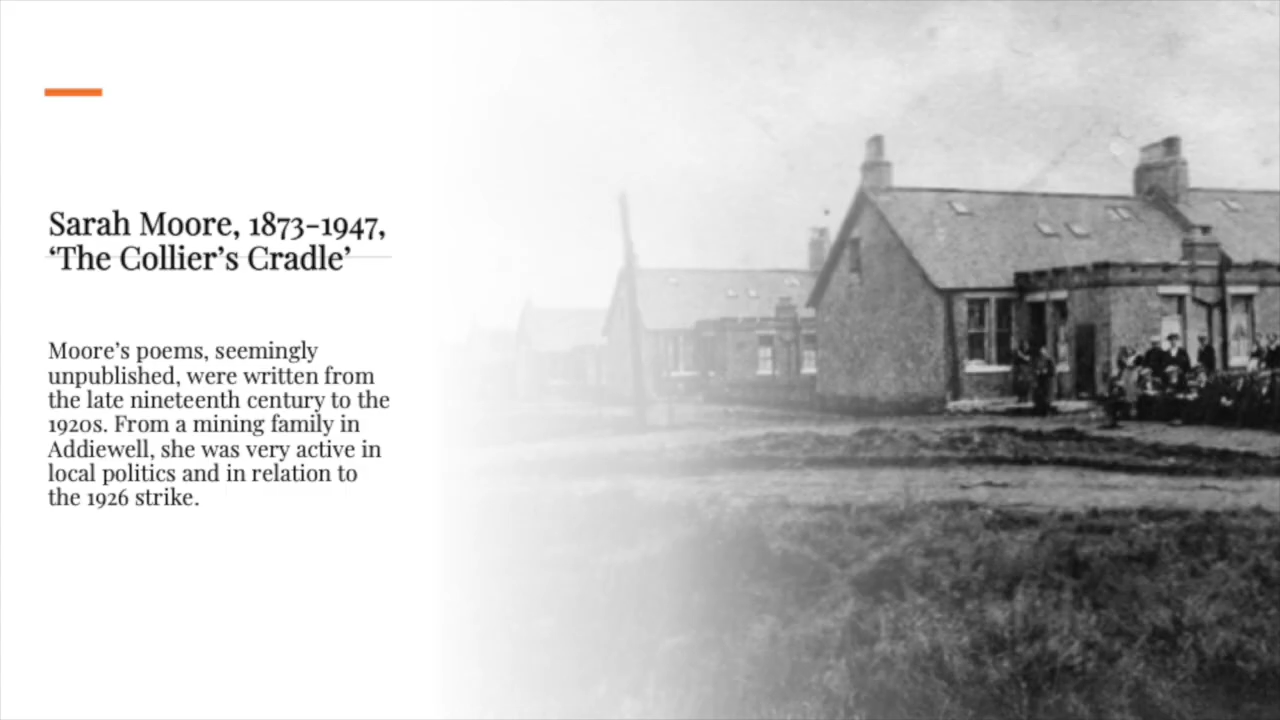 Sarah Moore, 1873-1947,
‘The Collier’s Cradle’
Moore’s poems, seemingly
unpublished, were written from
the late nineteenth century to the
1920s. From a mining family in
Addiewell, she was very active in
local politics and in relation to
the 1926 strike.